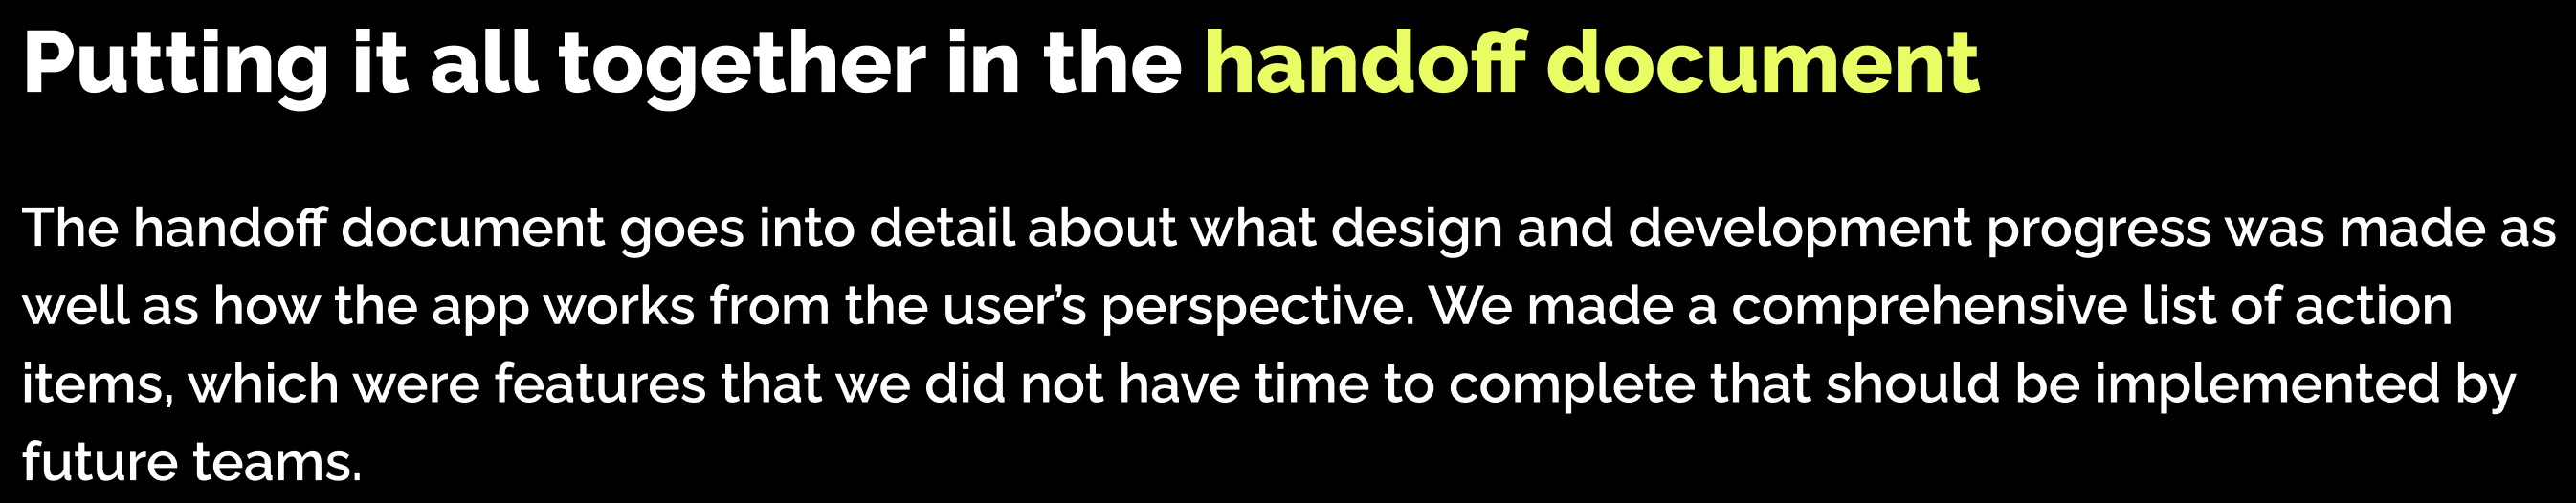 Putting it all together in the handoff document
The handoff document goes into detail about what design and development progress was made as
well as how the app works from the user’s perspective. We made a comprehensive list of action
items, which were features that we did not have time to complete that should be implemented by
future teams.